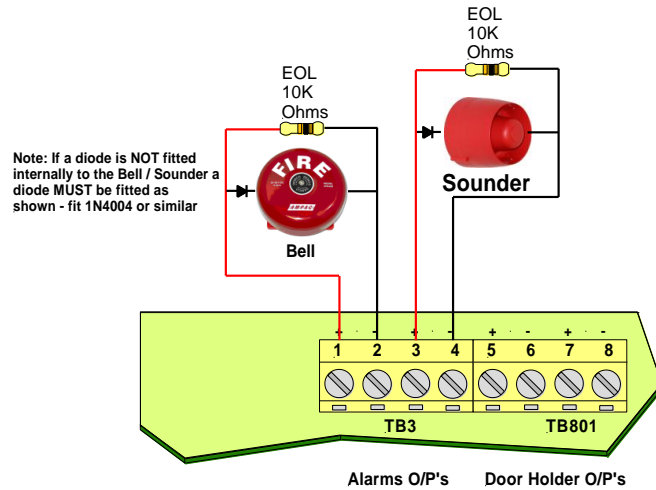 EOL
10K
Ohms
EOL
10K
Ohms
Note: If a diode is NOT fitted
internally to the Bell / Sounder a
diode MUST be fitted as
shown - fit 1N4004 or similar
FIRE
AMPAC
Bell
Sounder
+ - + - + - + -
1 2 3 4 5 6 7 8
TB3 TB801
Alarms O/P's Door Holder O/P's